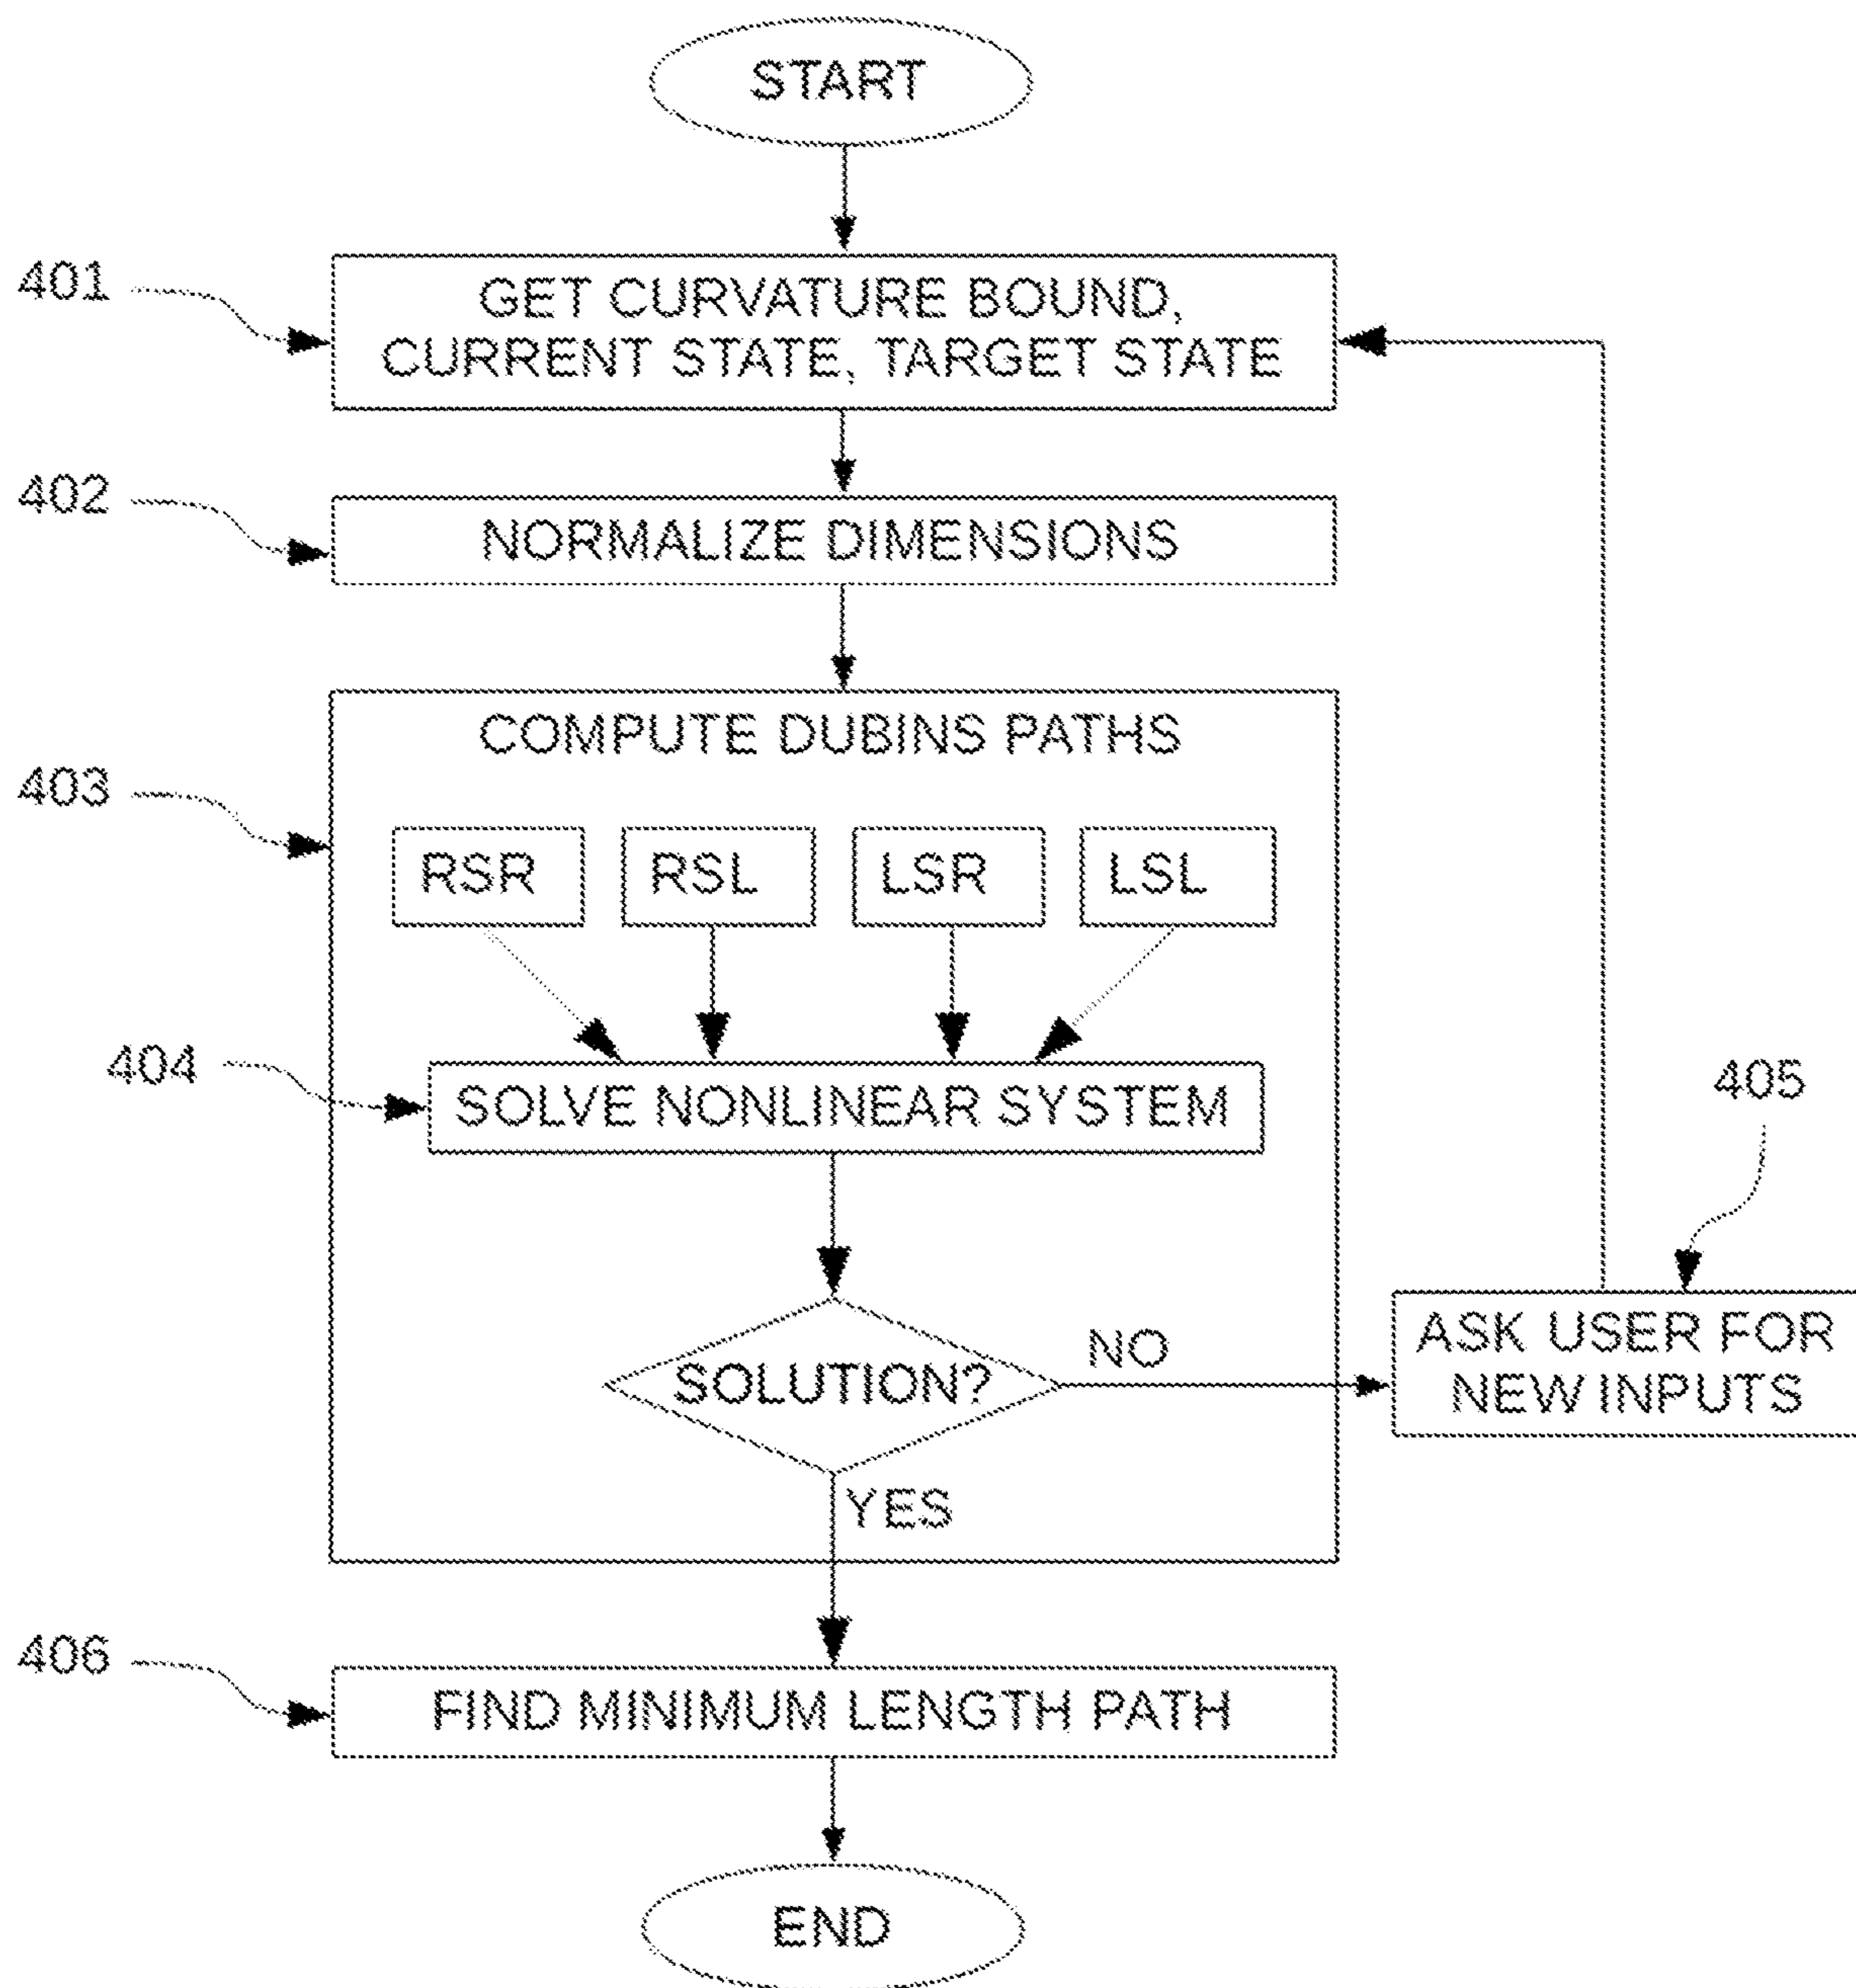 START
401
GET CURVATURE BOUND,
CURRENT STATE, TARGET STATE
402
NORMALIZE DIMENSIONS
403
COMPUTE DUBINS PATHS
RSR
RSL
LSR
LSL
404
SOLVE NONLINEAR SYSTEM
405
SOLUTION?
NO
ASK USER FOR
NEW INPUTS
YES
406
FIND MINIMUM LENGTH PATH
END